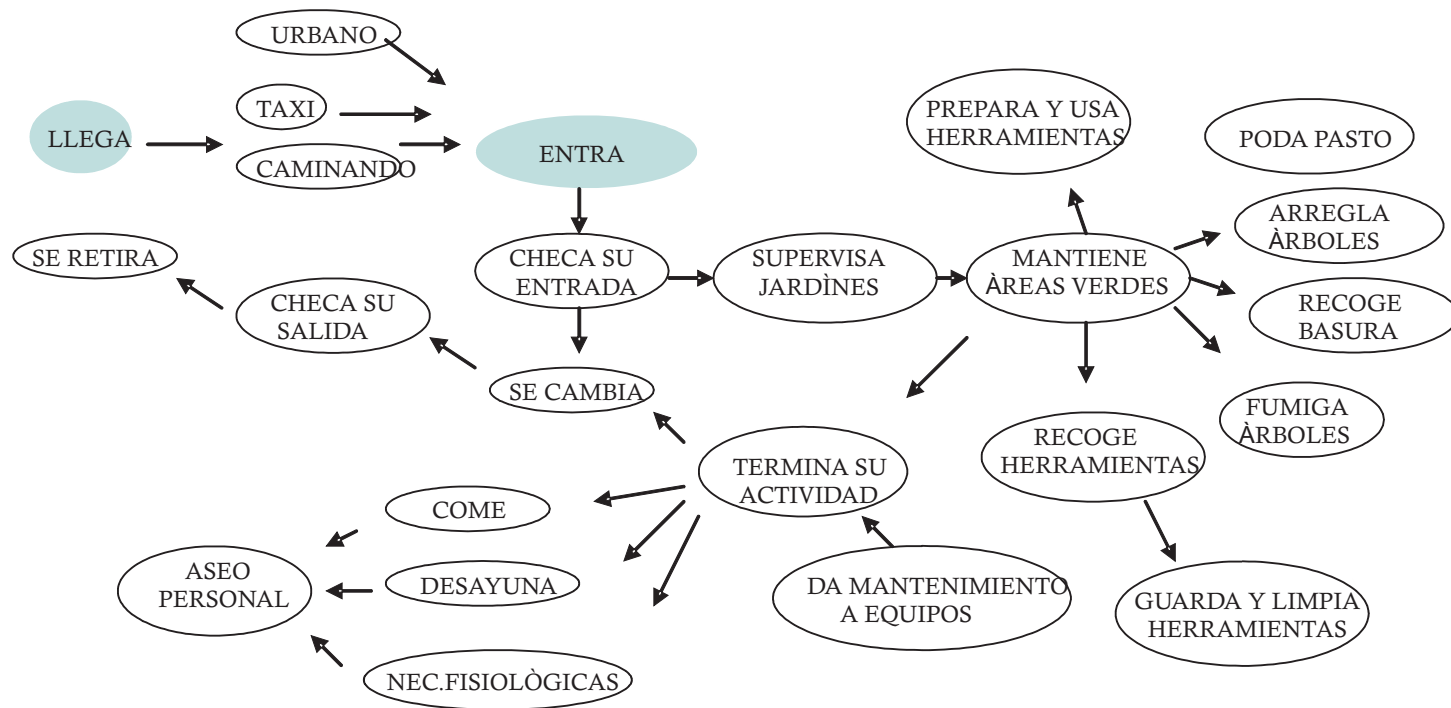 URBANO
TAXI
LLEGA
CAMINANDO
ENTRA
PREPARA Y USA
HERRAMIENTAS
PODA PASTO
ARREGLA
ÀRBOLES
SE RETIRA
CHECA SU
ENTRADA
SUPERVISA
JARDÌNES
MANTIENE
ÀREAS VERDES
CHECA SU
SALIDA
RECOGE
BASURA
SE CAMBIA
FUMIGA
ÀRBOLES
RECOGE
HERRAMIENTAS
TERMINA SU
ACTIVIDAD
COME
ASEO
PERSONAL
DESAYUNA
DA MANTENIMIENTO
A EQUIPOS
GUARDA Y LIMPIA
HERRAMIENTAS
NEC.FISIOLÒGICAS